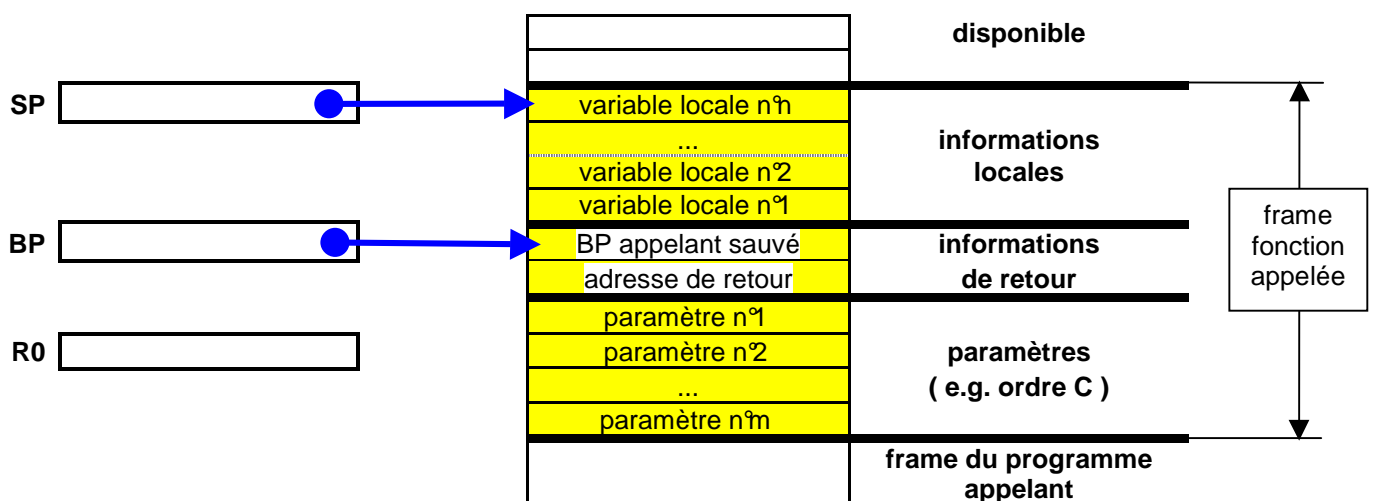 disponible
SP
variable locale n°n
...
variable locale n°2
variable locale n°1
informations
locales
BP
BP appelant sauvé
adresse de retour
informations
de retour
frame
fonction
appelée
R0
paramètre n°1
paramètre n°2
...
paramètre n°m
paramètres
( e.g. ordre C )
frame du programme
appelant